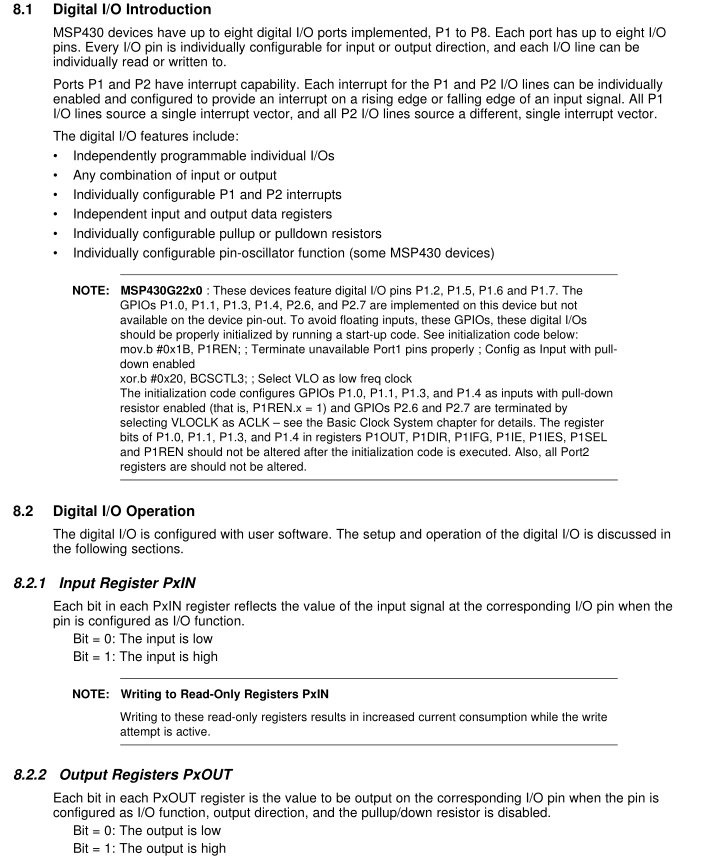 8.1 Digital I/O Introduction
MSP430 devices have up to eight digital I/O ports implemented, P1 to P8. Each port has up to eight I/O
pins. Every I/O pin is individually configurable for input or output direction, and each I/O line can be
individually read or written to.
Ports P1 and P2 have interrupt capability. Each interrupt for the P1 and P2 I/O lines can be individually
enabled and configured to provide an interrupt on a rising edge or falling edge of an input signal. All P1
I/O lines source a single interrupt vector, and all P2 I/O lines source a different, single interrupt vector.
The digital I/O features include:
• Independently programmable individual I/Os
• Any combination of input or output
• Individually configurable P1 and P2 interrupts
• Independent input and output data registers
• Individually configurable pullup or pulldown resistors
• Individually configurable pin-oscillator function (some MSP430 devices)
NOTE: MSP430G22x0 : These devices feature digital I/O pins P1.2, P1.5, P1.6 and P1.7. The
GPIOs P1.0, P1.1, P1.3, P1.4, P2.6, and P2.7 are implemented on this device but not
available on the device pin-out. To avoid floating inputs, these GPIOs, these digital I/Os
should be properly initialized by running a start-up code. See initialization code below:
mov.b #0x1B, P1REN; ; Terminate unavailable Port1 pins properly ; Config as Input with pull-
down enabled
xor.b #0x20, BCSCTL3; ; Select VLO as low freq clock
The initialization code configures GPIOs P1.0, P1.1, P1.3, and P1.4 as inputs with pull-down
resistor enabled (that is, P1REN.x = 1) and GPIOs P2.6 and P2.7 are terminated by
selecting VLOCLK as ACLK – see the Basic Clock System chapter for details. The register
bits of P1.0, P1.1, P1.3, and P1.4 in registers P1OUT, P1DIR, P1IFG, P1IE, P1IES, P1SEL
and P1REN should not be altered after the initialization code is executed. Also, all Port2
registers are should not be altered.
8.2 Digital I/O Operation
The digital I/O is configured with user software. The setup and operation of the digital I/O is discussed in
the following sections.
8.2.1 Input Register PxIN
Each bit in each PxIN register reflects the value of the input signal at the corresponding I/O pin when the
pin is configured as I/O function.
Bit = 0: The input is low
Bit = 1: The input is high
NOTE: Writing to Read-Only Registers PxIN
Writing to these read-only registers results in increased current consumption while the write
attempt is active.
8.2.2 Output Registers PxOUT
Each bit in each PxOUT register is the value to be output on the corresponding I/O pin when the pin is
configured as I/O function, output direction, and the pullup/down resistor is disabled.
Bit = 0: The output is low
Bit = 1: The output is high